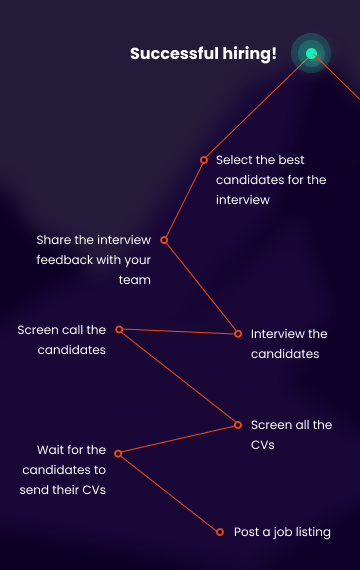 Successful hiring!
Select the best
candidates for the
interview
Share the interview
feedback with your
team
Screen call the
candidates
Interview the
candidates
Screen all the
CVs
Wait for the
candidates to
send their CVs
Post a job listing